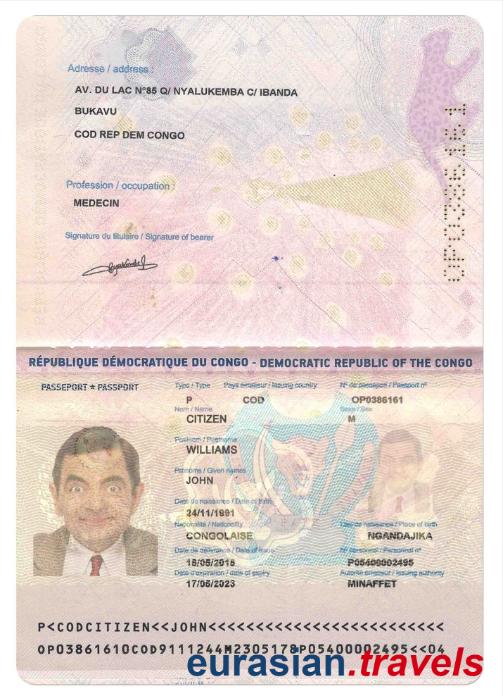 Adresse / address :
AV. DU LAC N°85 Q/ NYALUKEMBA C/ IBANDA
BUKAVU
COD REP DEM CONGO
Profession / occupation :
MEDECIN
Signature du titulaire / Signature of bearer
OP0386161
RÉPUBLIQUE DÉMOCRATIQUE DU CONGO - DEMOCRATIC REPUBLIC OF THE CONGO
PASSEPORT * PASSPORT
Type / Type Pays émetteur / Issuing country N° de passeport / Passport n°
P COD OP0386161
Nom / Name Sexe / Sex
CITIZEN M
Postnom / Postname
WILLIAMS
Prénoms / Given names
JOHN
Date de naissance / Date of birth
24/11/1991
Nationalité / Nationality Lieu de naissance / Place of birth
CONGOLAISE NGANDAJIKA
Date de délivrance / Date of issue N° personnel / Personnal n°
18/05/2018 P05400002495
Date d'expiration / date of expiry Autorité émettrice / Issuing authority
17/05/2023 MINAFFET
P<CODCITIZEN<<JOHN<<<<<<<<<<<<<<<<<<<<<<<<<<
OP03861610COD9111244M2305178P05400002495<<04
eurasian.travels